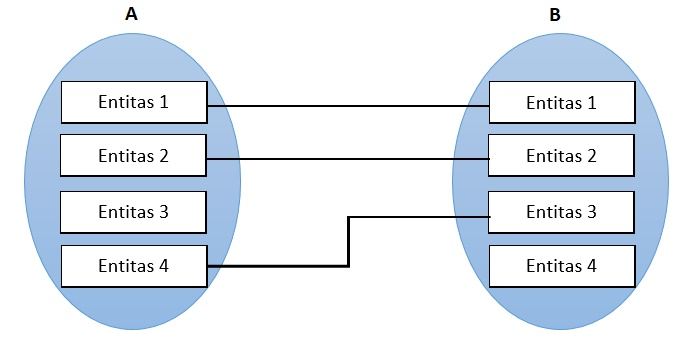 A B
Entitas 1 Entitas 1
Entitas 2 Entitas 2
Entitas 3 Entitas 3
Entitas 4 Entitas 4